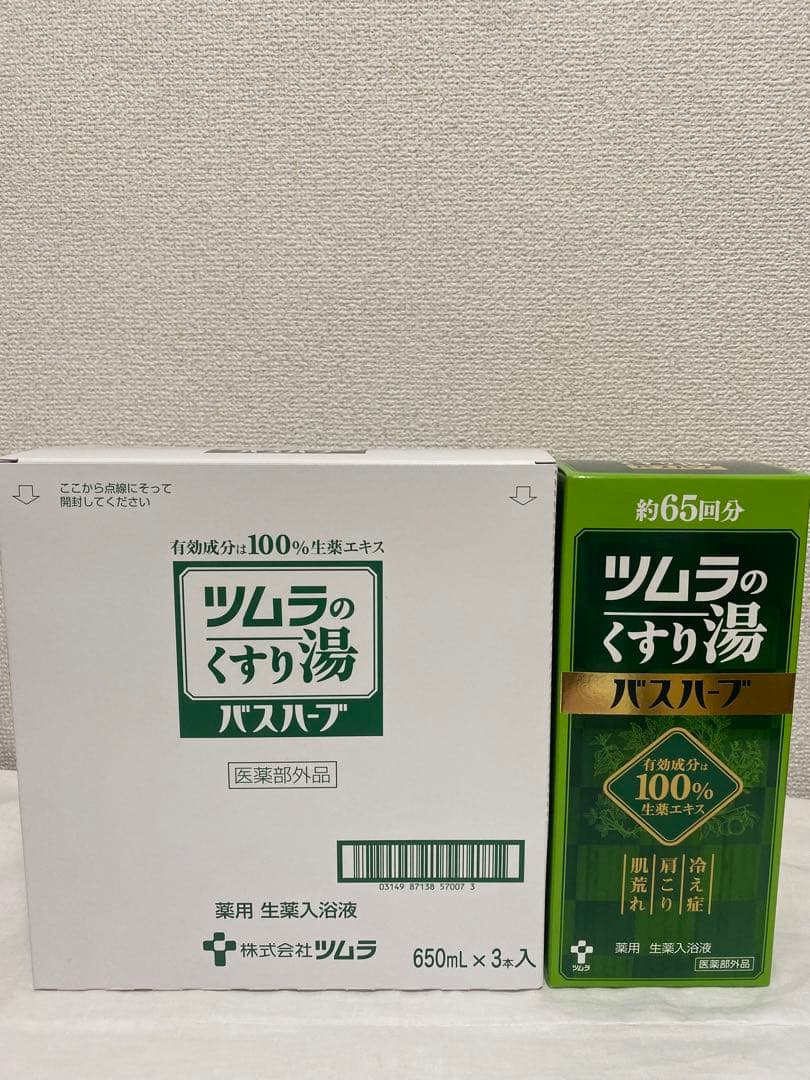 ここから点線にそって
開封してください
有効成分は100%生薬エキス
ツムラの
くすり湯
バスハーブ
医薬部外品
03149 87138 57007 3
薬用 生薬入浴液
株式会社ツムラ
650mL × 3本入
約65回分
ツムラの
くすり湯
バスハーブ
有効成分は
100%
生薬エキス
冷え症
肩こり
肌荒れ
ツムラ
薬用 生薬入浴液
医薬部外品